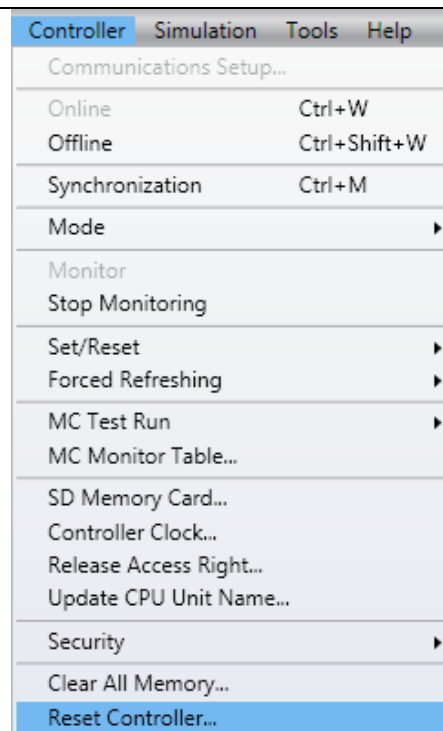 Controller Simulation Tools Help
Communications Setup...
Online Ctrl+W
Offline Ctrl+Shift+W
Synchronization Ctrl+M
Mode
Monitor
Stop Monitoring
Set/Reset
Forced Refreshing
MC Test Run
MC Monitor Table...
SD Memory Card...
Controller Clock...
Release Access Right...
Update CPU Unit Name...
Security
Clear All Memory...
Reset Controller...